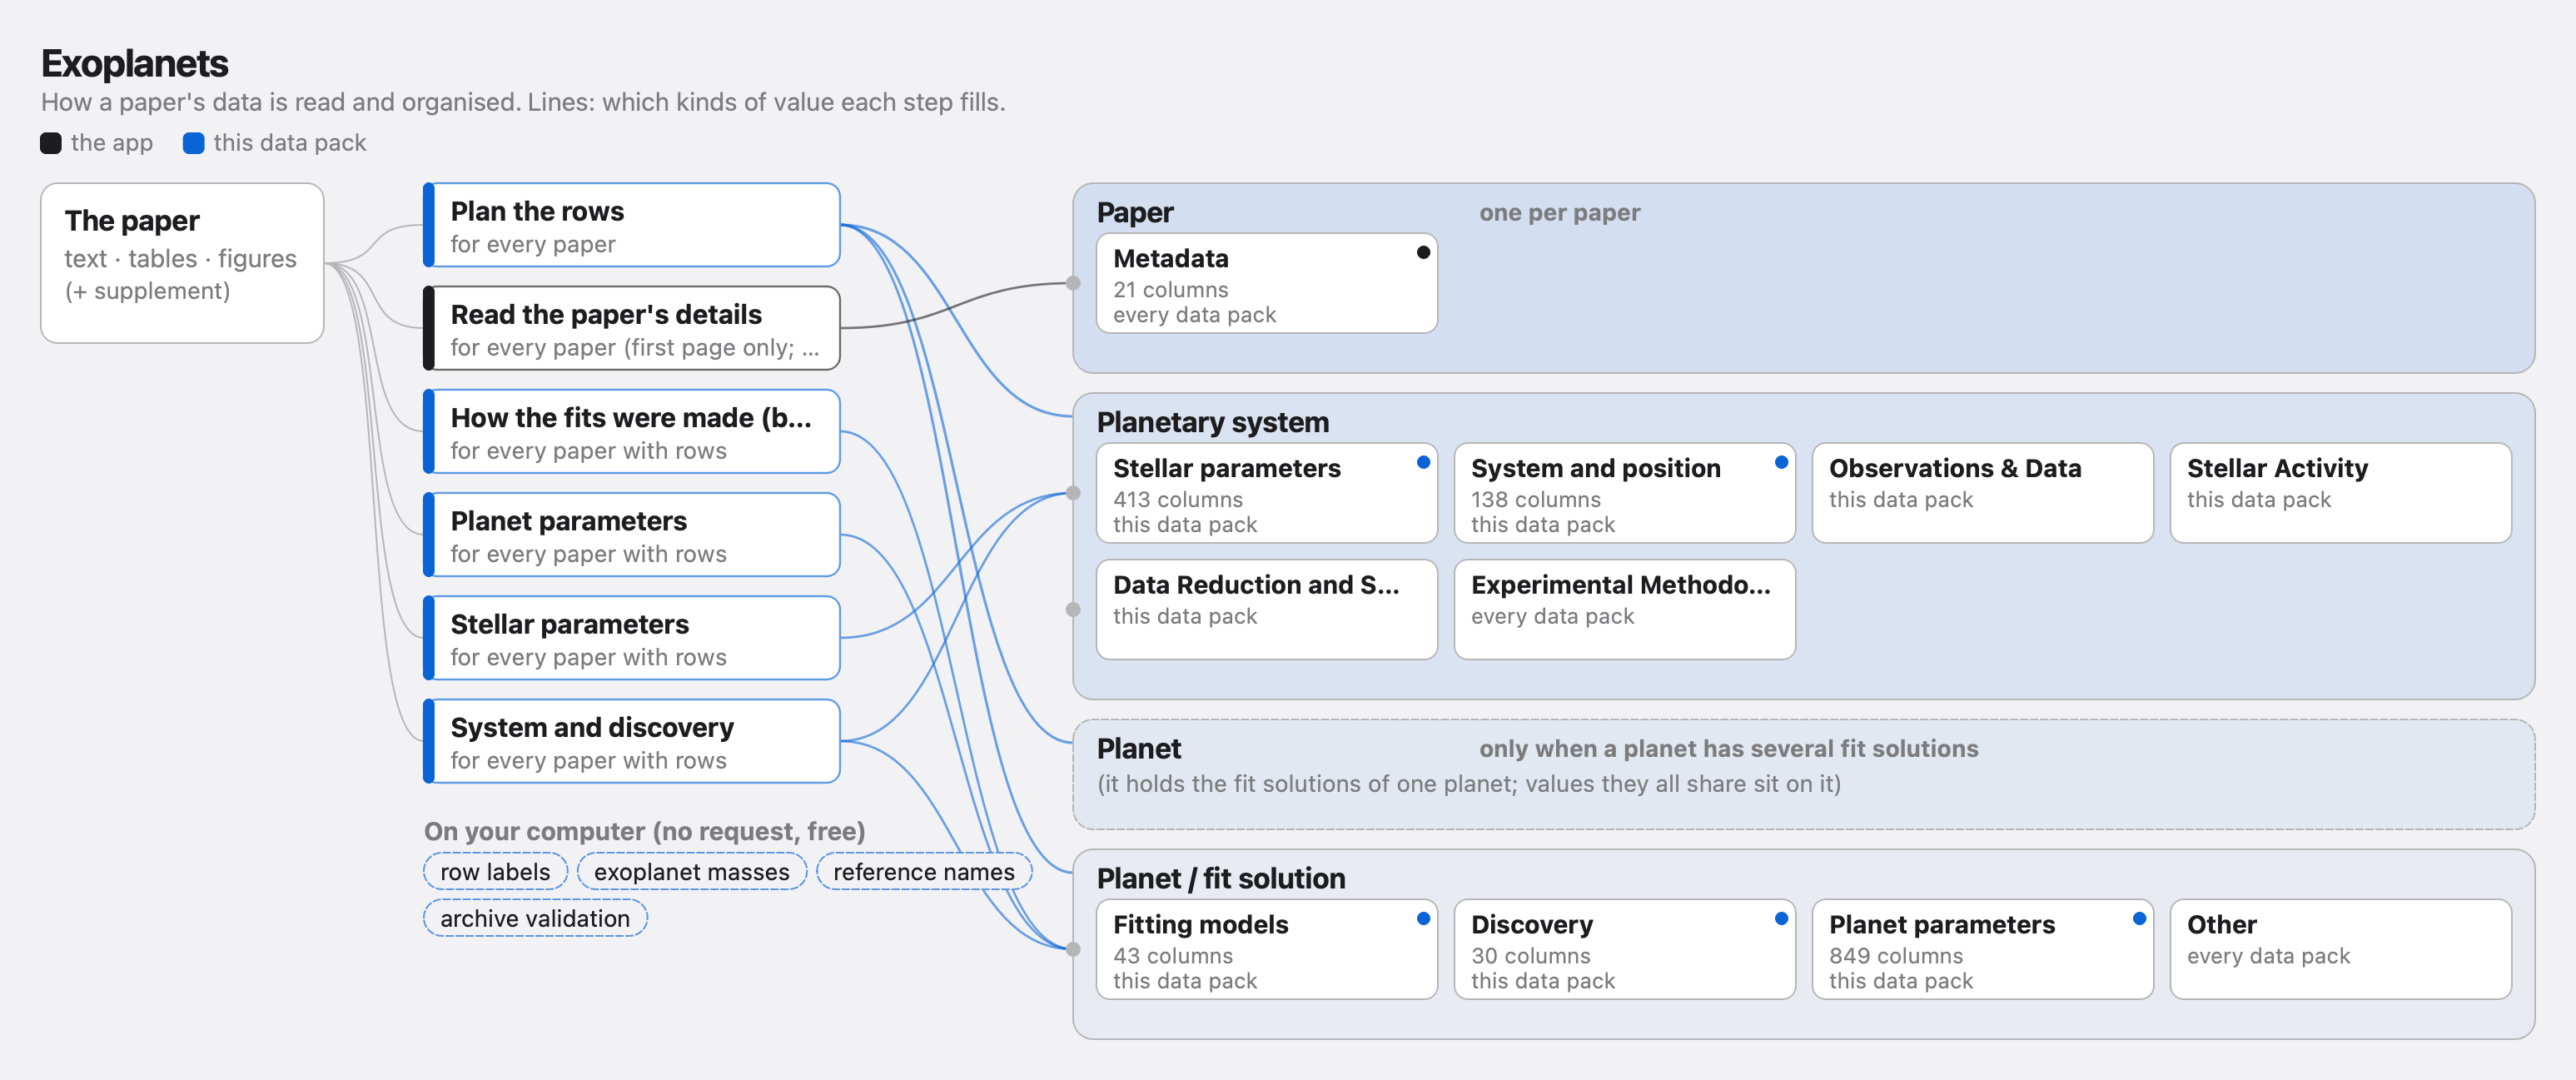 Exoplanets
How a paper's data is read and organised. Lines: which kinds of value each step fills.
the app
this data pack
The paper
text · tables · figures
(+ supplement)
Plan the rows
for every paper
Read the paper's details
for every paper (first page only; ...
How the fits were made (b...
for every paper with rows
Planet parameters
for every paper with rows
Stellar parameters
for every paper with rows
System and discovery
for every paper with rows
On your computer (no request, free)
row labels
exoplanet masses
reference names
archive validation
Paper
one per paper
Metadata
21 columns
every data pack
Planetary system
Stellar parameters
413 columns
this data pack
System and position
138 columns
this data pack
Observations & Data
this data pack
Stellar Activity
this data pack
Data Reduction and S...
this data pack
Experimental Methodo...
every data pack
Planet
only when a planet has several fit solutions
(it holds the fit solutions of one planet; values they all share sit on it)
Planet / fit solution
Fitting models
43 columns
this data pack
Discovery
30 columns
this data pack
Planet parameters
849 columns
this data pack
Other
every data pack